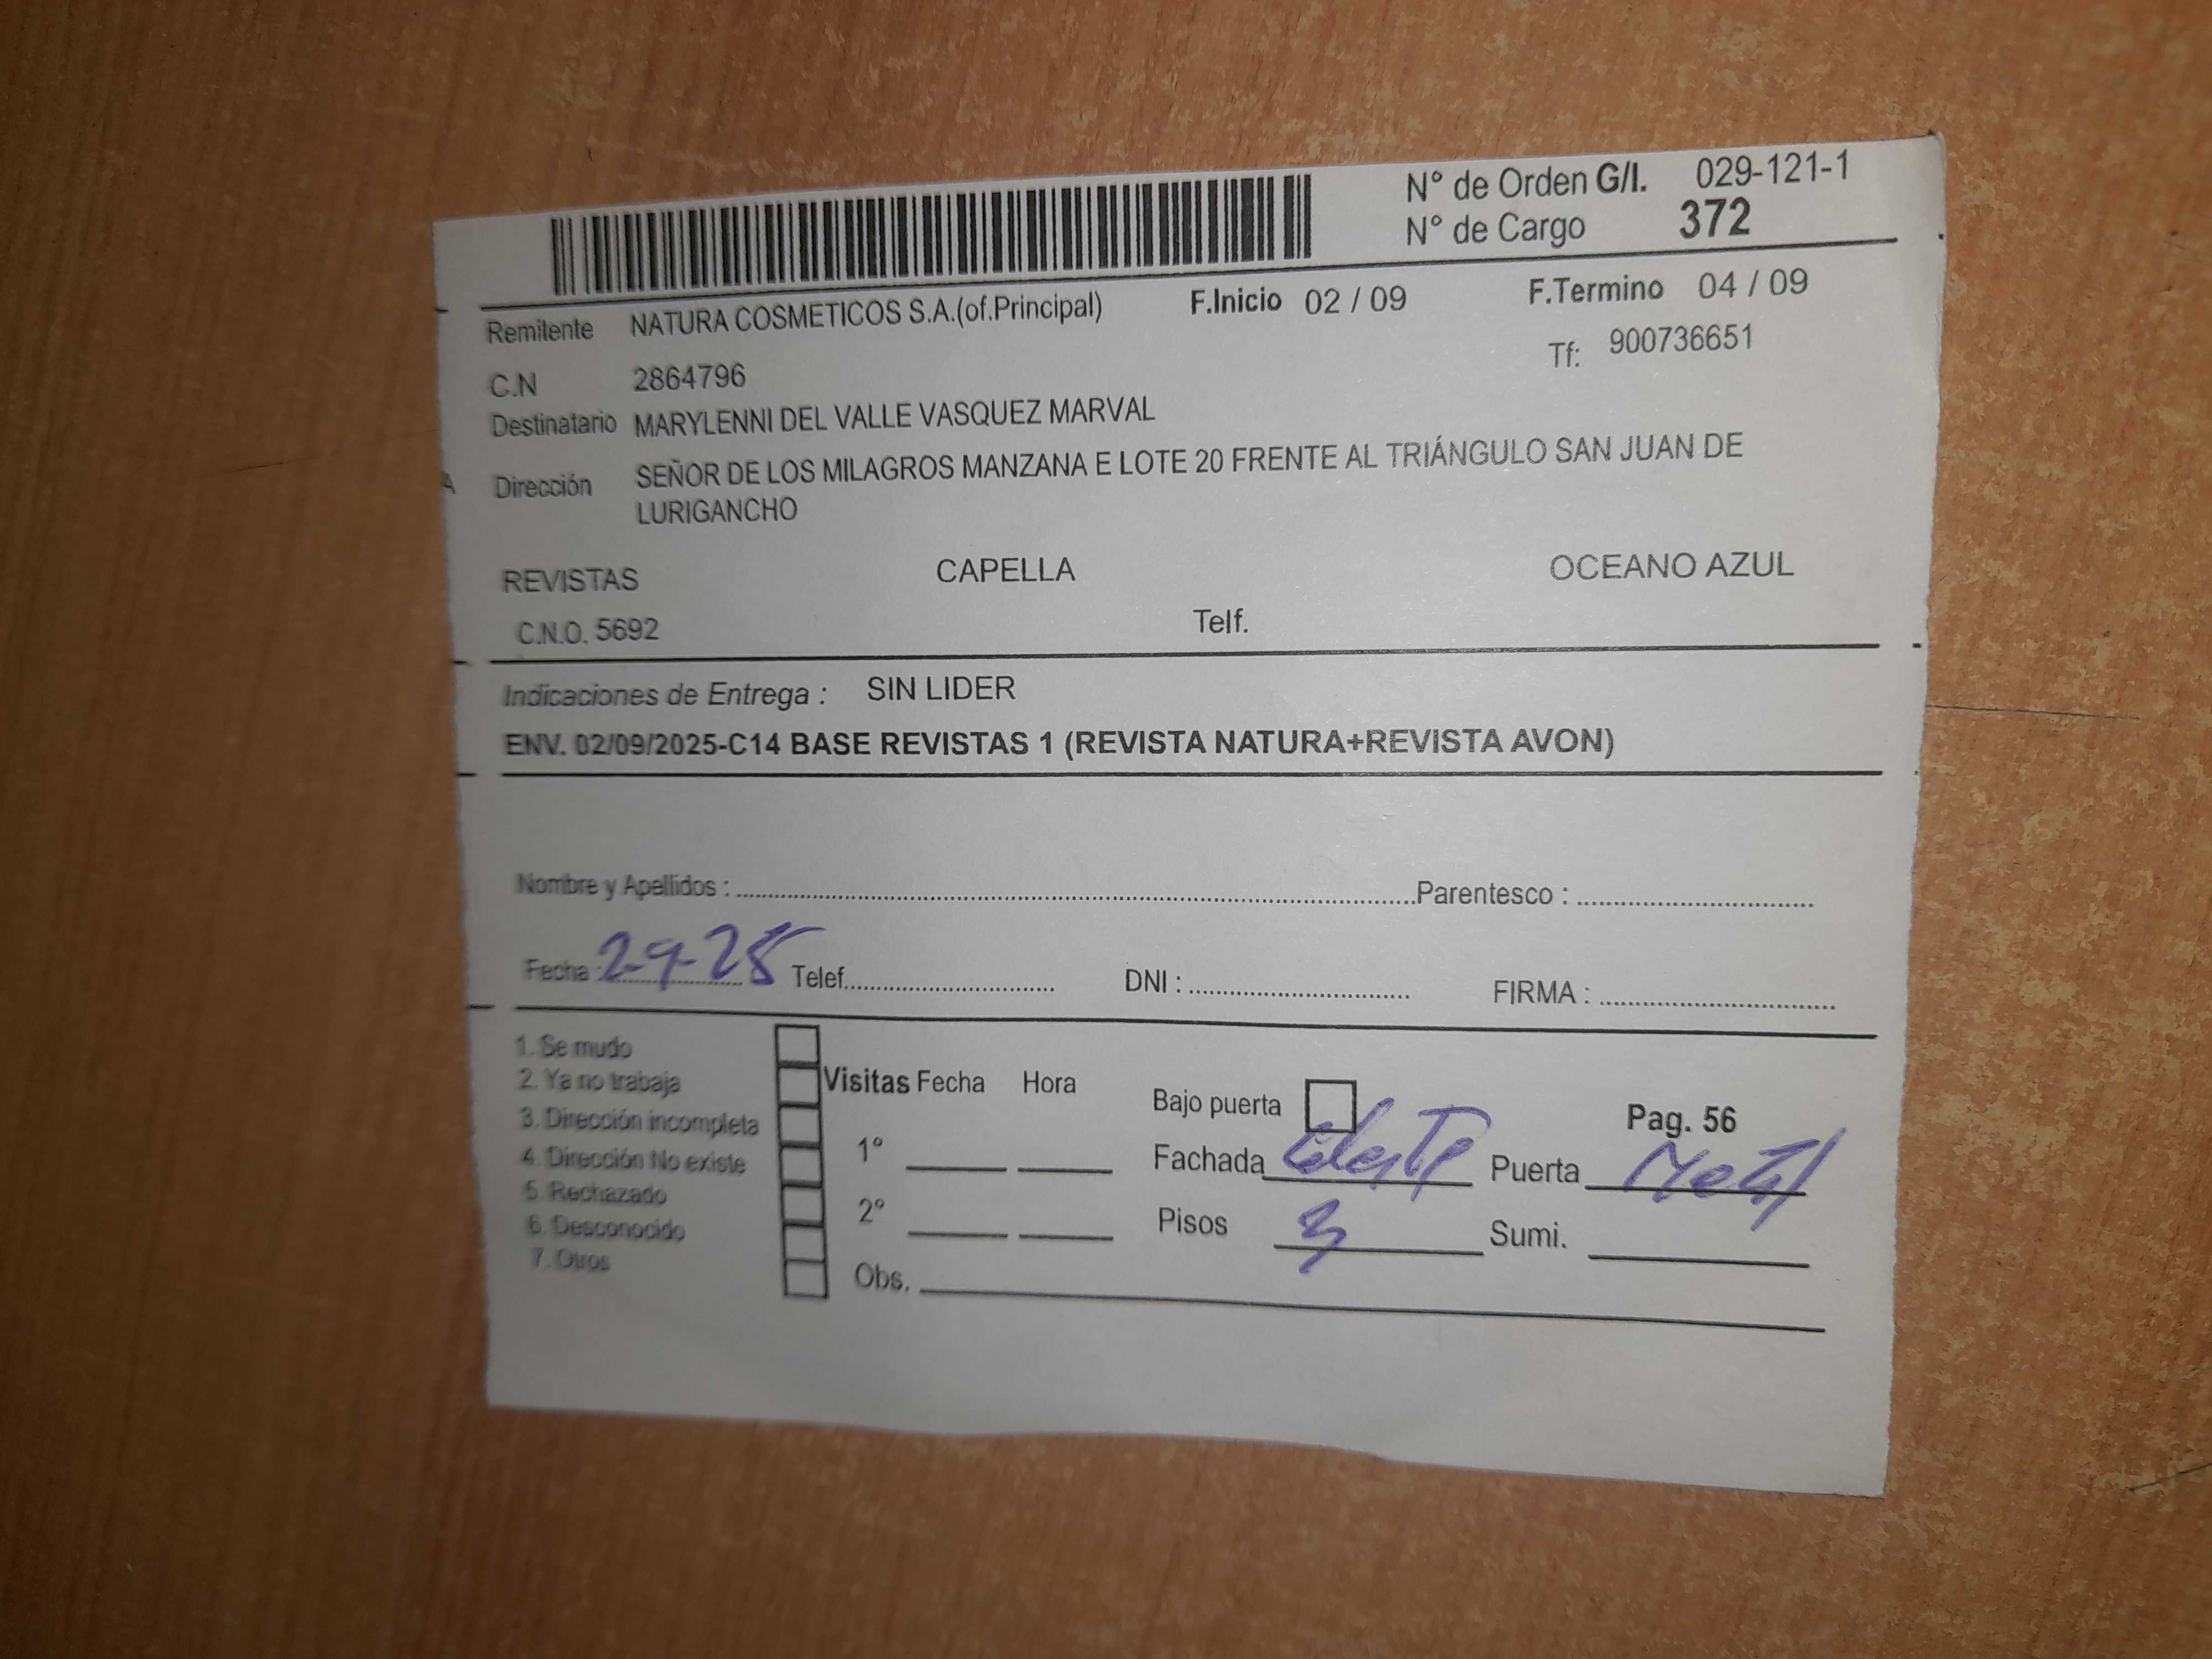 N° de Orden G/I. 029-121-1
N° de Cargo 372
Remitente NATURA COSMETICOS S.A.(of.Principal) F.Inicio 02 / 09 F.Termino 04 / 09
C.N 2864796 Tf: 900736651
Destinatario MARYLENNI DEL VALLE VASQUEZ MARVAL
A Dirección SEÑOR DE LOS MILAGROS MANZANA E LOTE 20 FRENTE AL TRIÁNGULO SAN JUAN DE
LURIGANCHO
REVISTAS CAPELLA OCEANO AZUL
C.N.O. 5692 Telf.
Indicaciones de Entrega : SIN LIDER
ENV. 02/09/2025-C14 BASE REVISTAS 1 (REVISTA NATURA+REVISTA AVON)
Nombre y Apellidos : Parentesco :
Fecha : 2-9-25 Telef. DNI : FIRMA :
1. Se mudo
2. Ya no trabaja Visitas Fecha Hora Bajo puerta Pag. 56
3. Dirección incompleta
4. Dirección No existe 1° Fachada Celeste Puerta Metal
5. Rechazado
6. Desconocido 2° Pisos 3 Sumi.
7. Otros Obs.